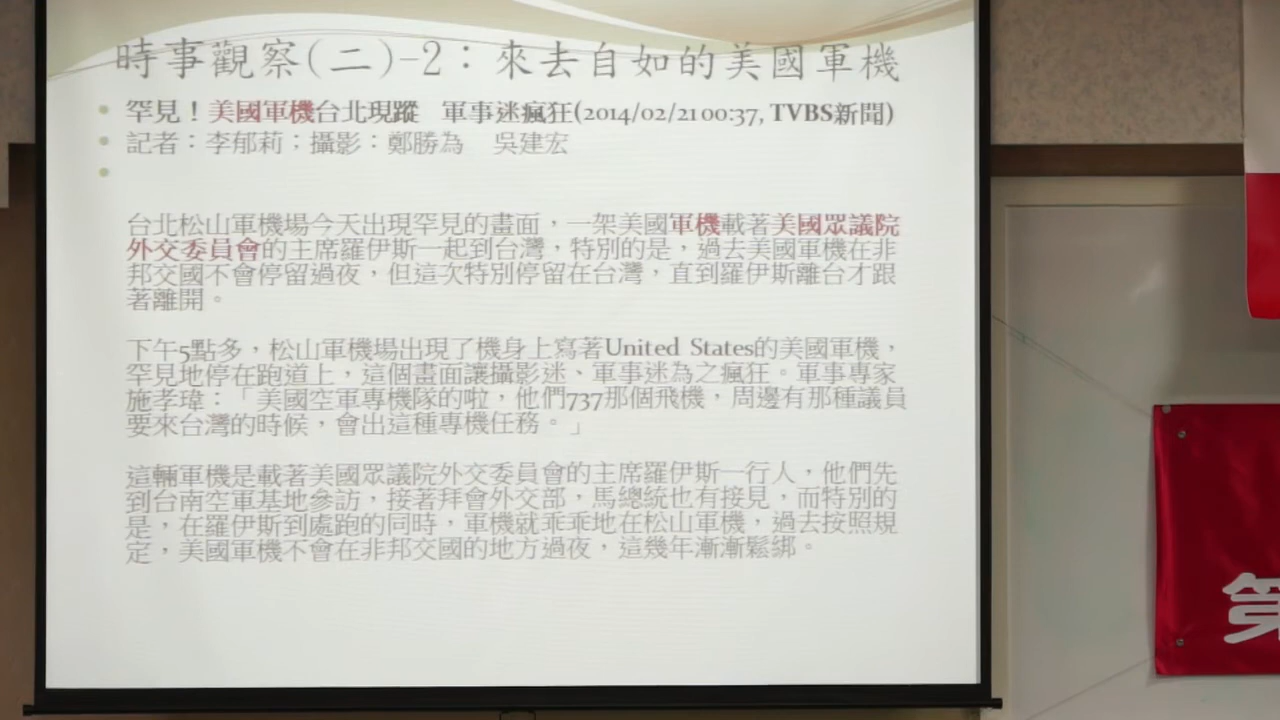 時事觀察(二)-2：來去自如的美國軍機
罕見！美國軍機台北現蹤 軍事迷瘋狂(2014/02/21 00:37, TVBS新聞)
記者：李郁莉；攝影：鄭勝為 吳建宏
台北松山軍機場今天出現罕見的畫面，一架美國軍機載著美國眾議院
外交委員會的主席羅伊斯一起到台灣，特別的是，過去美國軍機在非
邦交國不會停留過夜，但這次特別停留在台灣，直到羅伊斯離台才跟
著離開。
下午5點多，松山軍機場出現了機身上寫著United States的美國軍機，
罕見地停在跑道上，這個畫面讓攝影迷、軍事迷為之瘋狂。軍事專家
施孝瑋：「美國空軍專機隊的啦，他們737那個飛機，周邊有那種議員
要來台灣的時候，會出這種專機任務。」
這輛軍機是載著美國眾議院外交委員會的主席羅伊斯一行人，他們先
到台南空軍基地參訪，接著拜會外交部，馬總統也有接見，而特別的
是，在羅伊斯到處跑的同時，軍機就乖乖地在松山軍機，過去按照規
定，美國軍機不會在非邦交國的地方過夜，這幾年漸漸鬆綁。
第